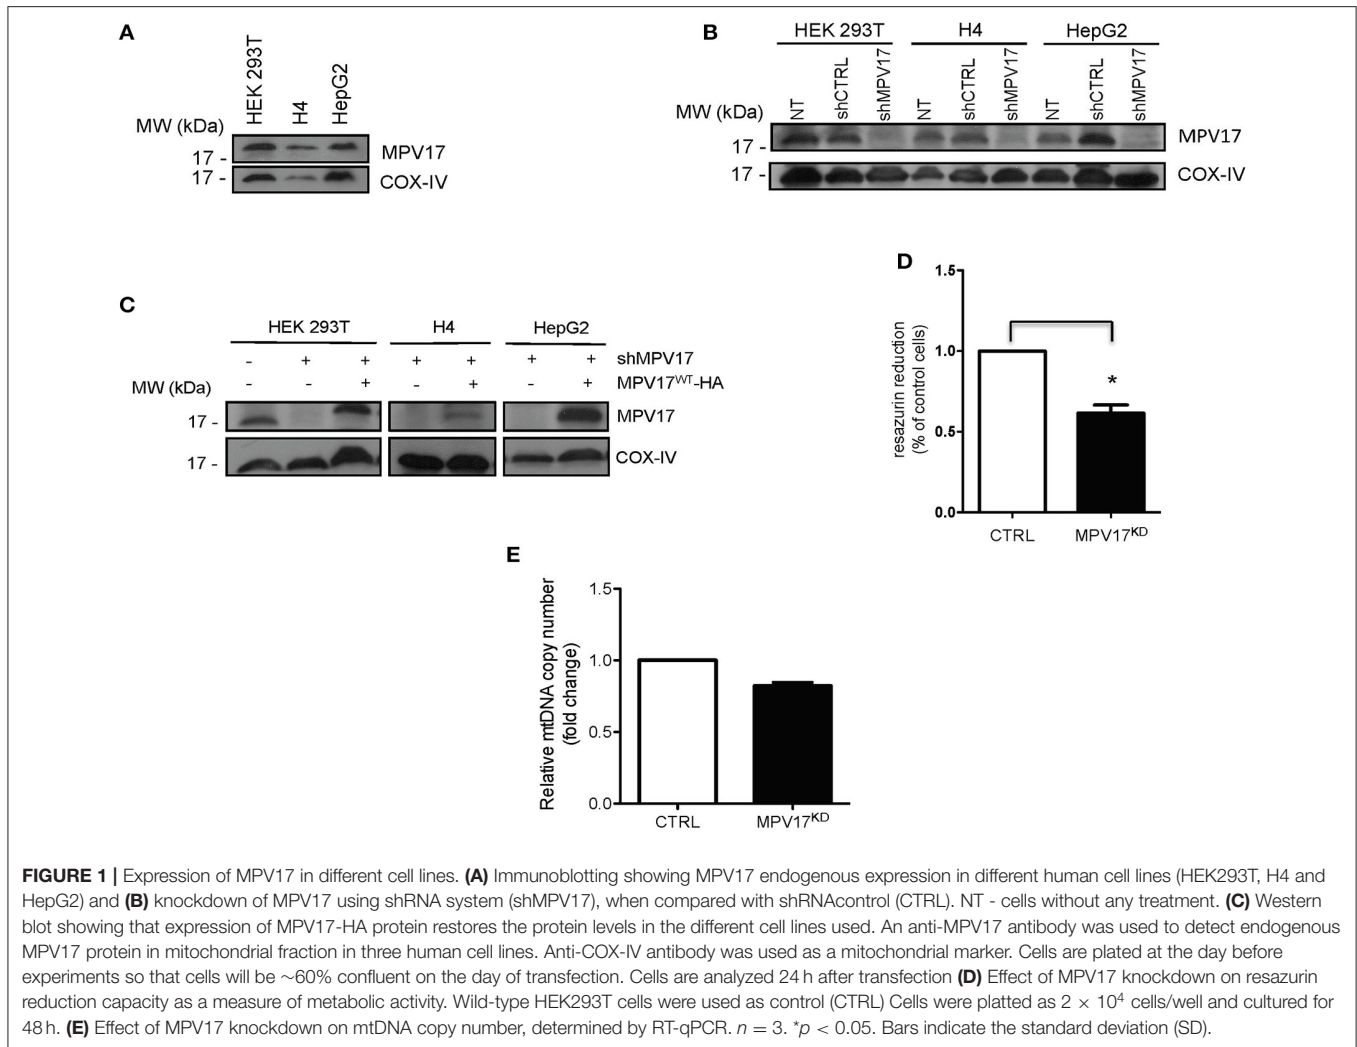 A
HEK 293T
H4
HepG2
MW (kDa)
17 -
MPV17
17 -
COX-IV
B
HEK 293T
H4
HepG2
MW (kDa)
NT
shCTRL
shMPV17
NT
shCTRL
shMPV17
NT
shCTRL
shMPV17
17 -
MPV17
17 -
COX-IV
C
HEK 293T
H4
HepG2
- + + + + + + shMPV17
MW (kDa)
- - + - + - + MPV17ᵂᵀ-HA
17 -
MPV17
17 -
COX-IV
D
resazurin reduction
(% of control cells)
1.5
1.0
0.5
0.0
*
CTRL
MPV17ᴷᴰ
E
Relative mtDNA copy number
(fold change)
1.5
1.0
0.5
0.0
CTRL
MPV17ᴷᴰ
FIGURE 1 | Expression of MPV17 in different cell lines. (A) Immunoblotting showing MPV17 endogenous expression in different human cell lines (HEK293T, H4 and
HepG2) and (B) knockdown of MPV17 using shRNA system (shMPV17), when compared with shRNAcontrol (CTRL). NT - cells without any treatment. (C) Western
blot showing that expression of MPV17-HA protein restores the protein levels in the different cell lines used. An anti-MPV17 antibody was used to detect endogenous
MPV17 protein in mitochondrial fraction in three human cell lines. Anti-COX-IV antibody was used as a mitochondrial marker. Cells are plated at the day before
experiments so that cells will be ∼60% confluent on the day of transfection. Cells are analyzed 24 h after transfection (D) Effect of MPV17 knockdown on resazurin
reduction capacity as a measure of metabolic activity. Wild-type HEK293T cells were used as control (CTRL) Cells were platted as 2 × 10⁴ cells/well and cultured for
48 h. (E) Effect of MPV17 knockdown on mtDNA copy number, determined by RT-qPCR. n = 3. *p < 0.05. Bars indicate the standard deviation (SD).